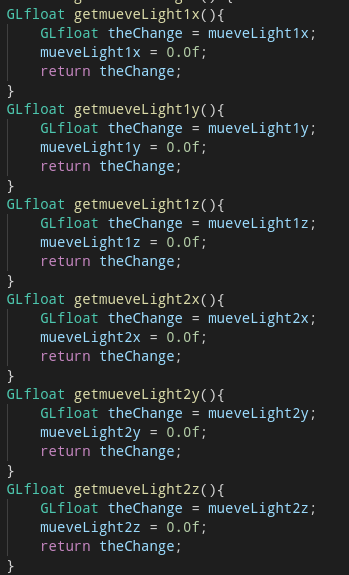 GLfloat getmueveLight1x(){
    GLfloat theChange = mueveLight1x;
    mueveLight1x = 0.0f;
    return theChange;
}
GLfloat getmueveLight1y(){
    GLfloat theChange = mueveLight1y;
    mueveLight1y = 0.0f;
    return theChange;
}
GLfloat getmueveLight1z(){
    GLfloat theChange = mueveLight1z;
    mueveLight1z = 0.0f;
    return theChange;
}
GLfloat getmueveLight2x(){
    GLfloat theChange = mueveLight2x;
    mueveLight2x = 0.0f;
    return theChange;
}
GLfloat getmueveLight2y(){
    GLfloat theChange = mueveLight2y;
    mueveLight2y = 0.0f;
    return theChange;
}
GLfloat getmueveLight2z(){
    GLfloat theChange = mueveLight2z;
    mueveLight2z = 0.0f;
    return theChange;
}